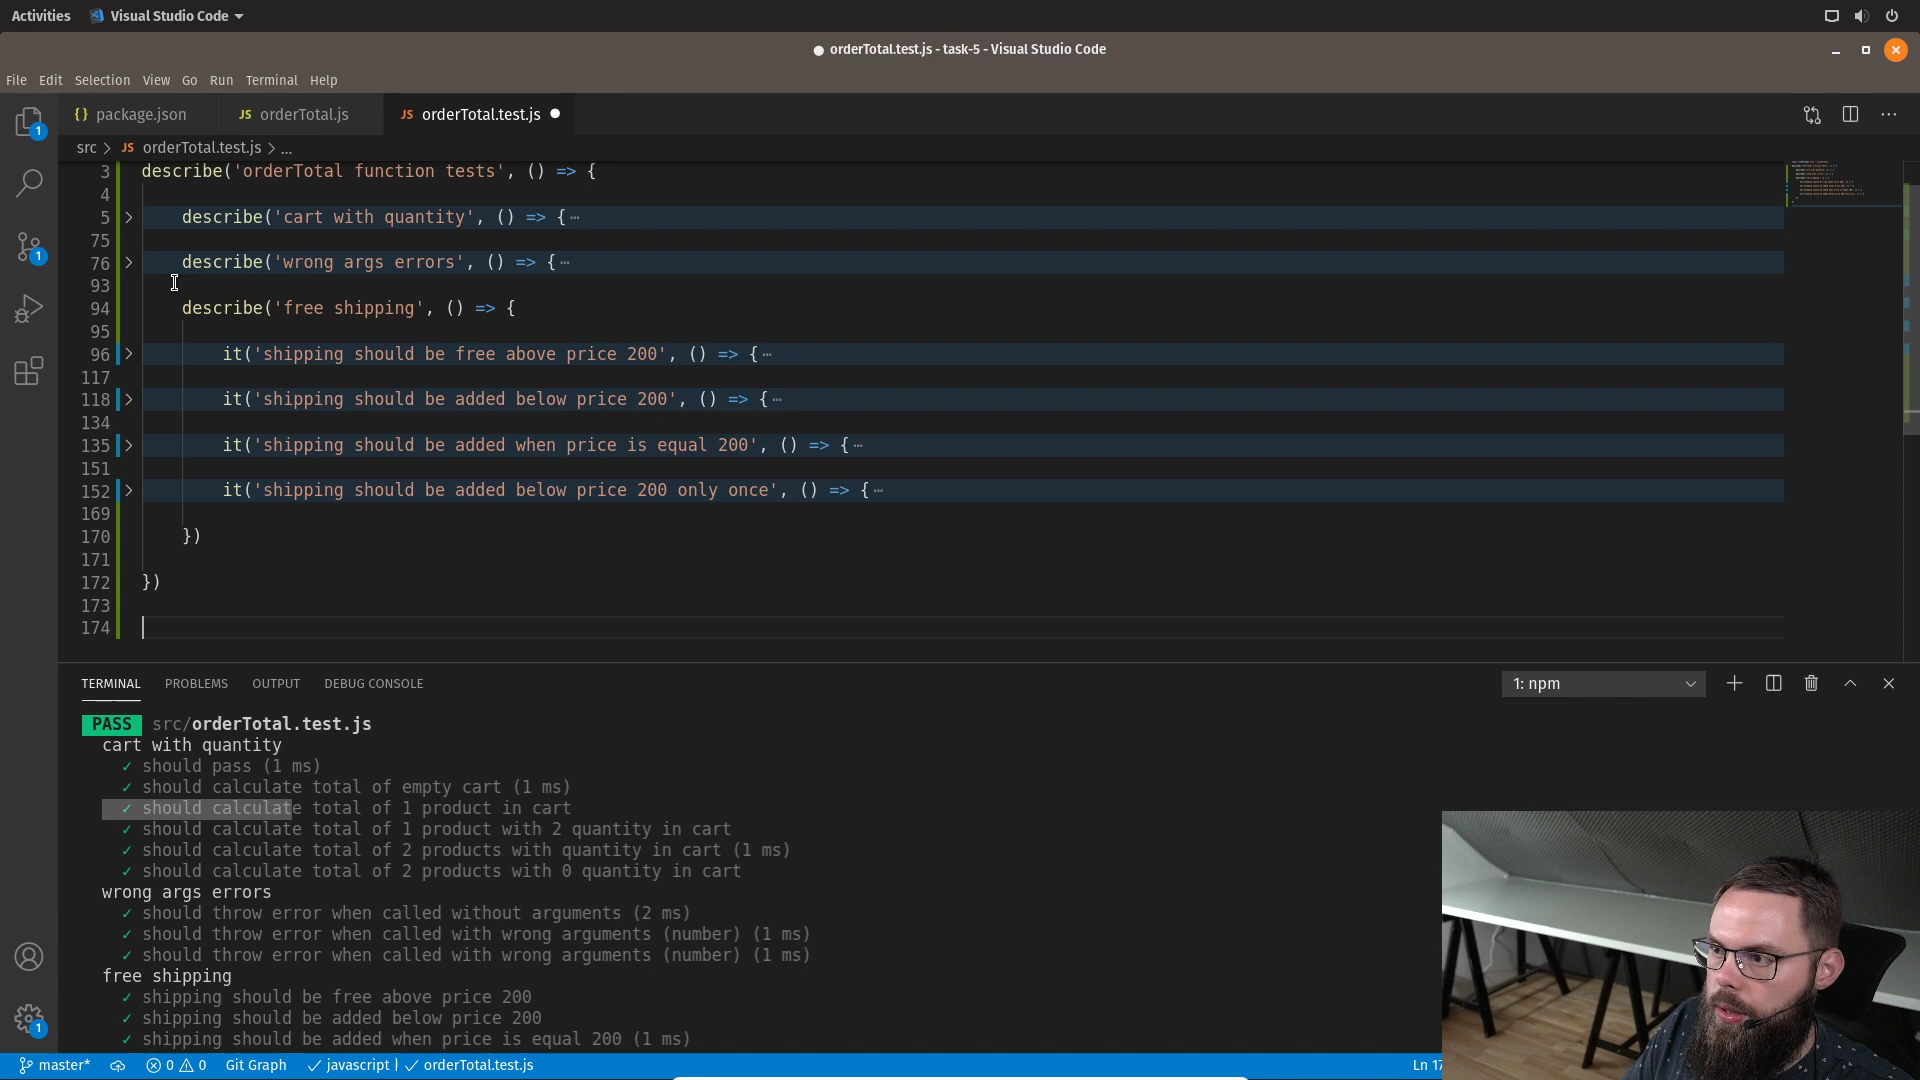 Activities Visual Studio Code
orderTotal.test.js - task-5 - Visual Studio Code
File Edit Selection View Go Run Terminal Help
package.json orderTotal.js orderTotal.test.js
src > JS orderTotal.test.js > ...
3 describe('orderTotal function tests', () => {
4
5 describe('cart with quantity', () => {…
75
76 describe('wrong args errors', () => {…
93
94 describe('free shipping', () => {
95
96 it('shipping should be free above price 200', () => {…
117
118 it('shipping should be added below price 200', () => {…
134
135 it('shipping should be added when price is equal 200', () => {…
151
152 it('shipping should be added below price 200 only once', () => {…
169
170 })
171
172 })
173
174
TERMINAL PROBLEMS OUTPUT DEBUG CONSOLE 1: npm
PASS src/orderTotal.test.js
cart with quantity
✓ should pass (1 ms)
✓ should calculate total of empty cart (1 ms)
✓ should calculate total of 1 product in cart
✓ should calculate total of 1 product with 2 quantity in cart
✓ should calculate total of 2 products with quantity in cart (1 ms)
✓ should calculate total of 2 products with 0 quantity in cart
wrong args errors
✓ should throw error when called without arguments (2 ms)
✓ should throw error when called with wrong arguments (number) (1 ms)
✓ should throw error when called with wrong arguments (number) (1 ms)
free shipping
✓ shipping should be free above price 200
✓ shipping should be added below price 200
✓ shipping should be added when price is equal 200 (1 ms)
master* 0 0 Git Graph ✓ javascript | ✓ orderTotal.test.js Ln 17